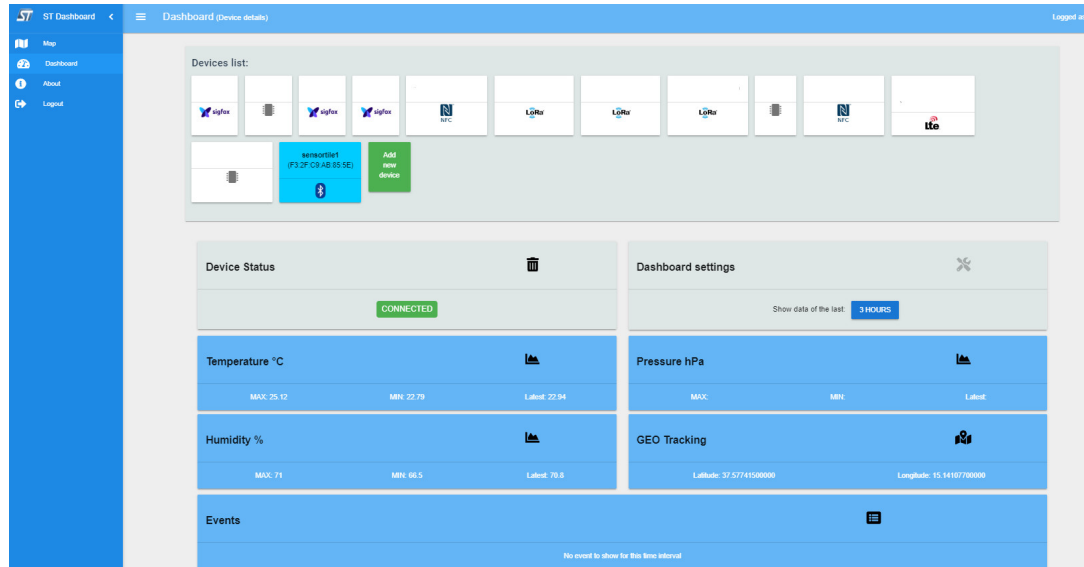 ST ST Dashboard < Dashboard (Device details) Logged as
Map
Dashboard
About
Logout
Devices list:
sigfox sigfox sigfox NFC LoRa LoRa LoRa NFC lte
sensortile1
(F3:2F:C9:AB:85:5E)
Add
new
device
Device Status
CONNECTED
Dashboard settings
Show data of the last: 3 HOURS
Temperature °C
MAX: 25.12 MIN: 22.79 Latest: 22.94
Pressure hPa
MAX: MIN: Latest:
Humidity %
MAX: 71 MIN: 66.5 Latest: 70.8
GEO Tracking
Latitude: 37.57741500000 Longitude: 15.14107700000
Events
No event to show for this time interval